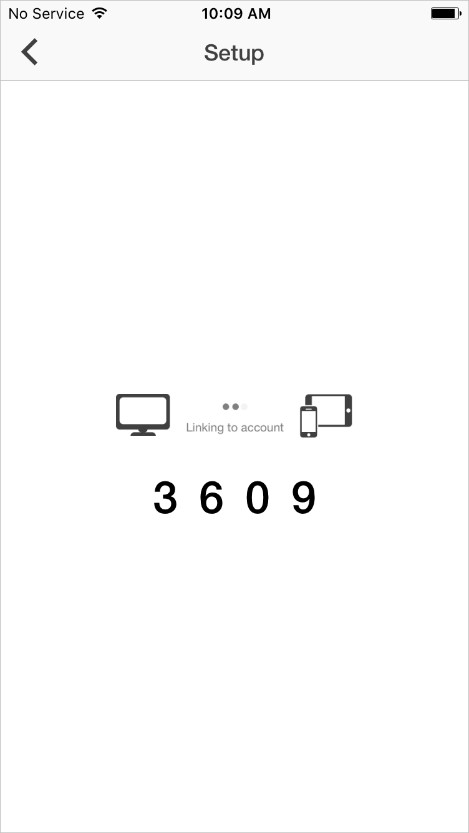 No Service 10:09 AM
Setup
Linking to account
3 6 0 9